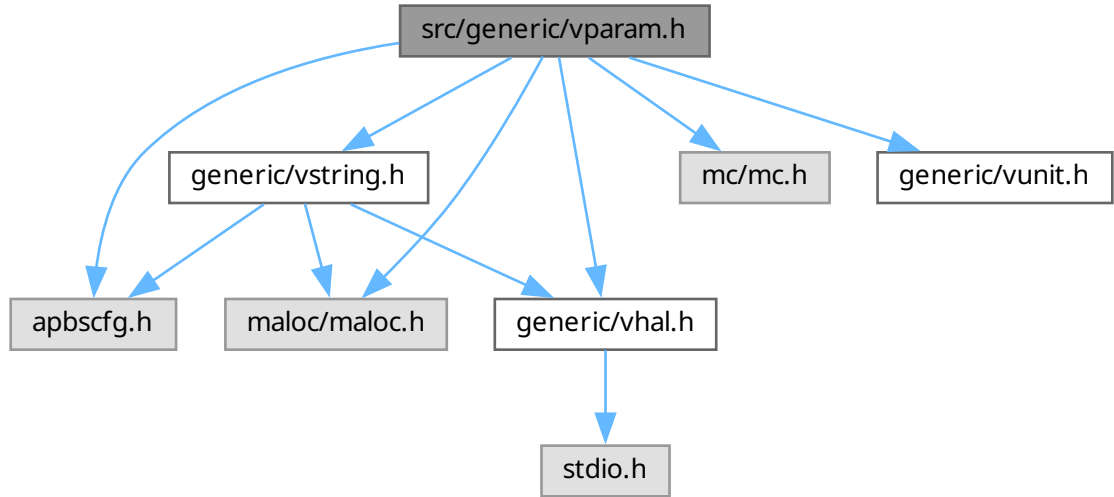 src/generic/vparam.h
generic/vstring.h
mc/mc.h
generic/vunit.h
apbscfg.h
maloc/maloc.h
generic/vhal.h
stdio.h